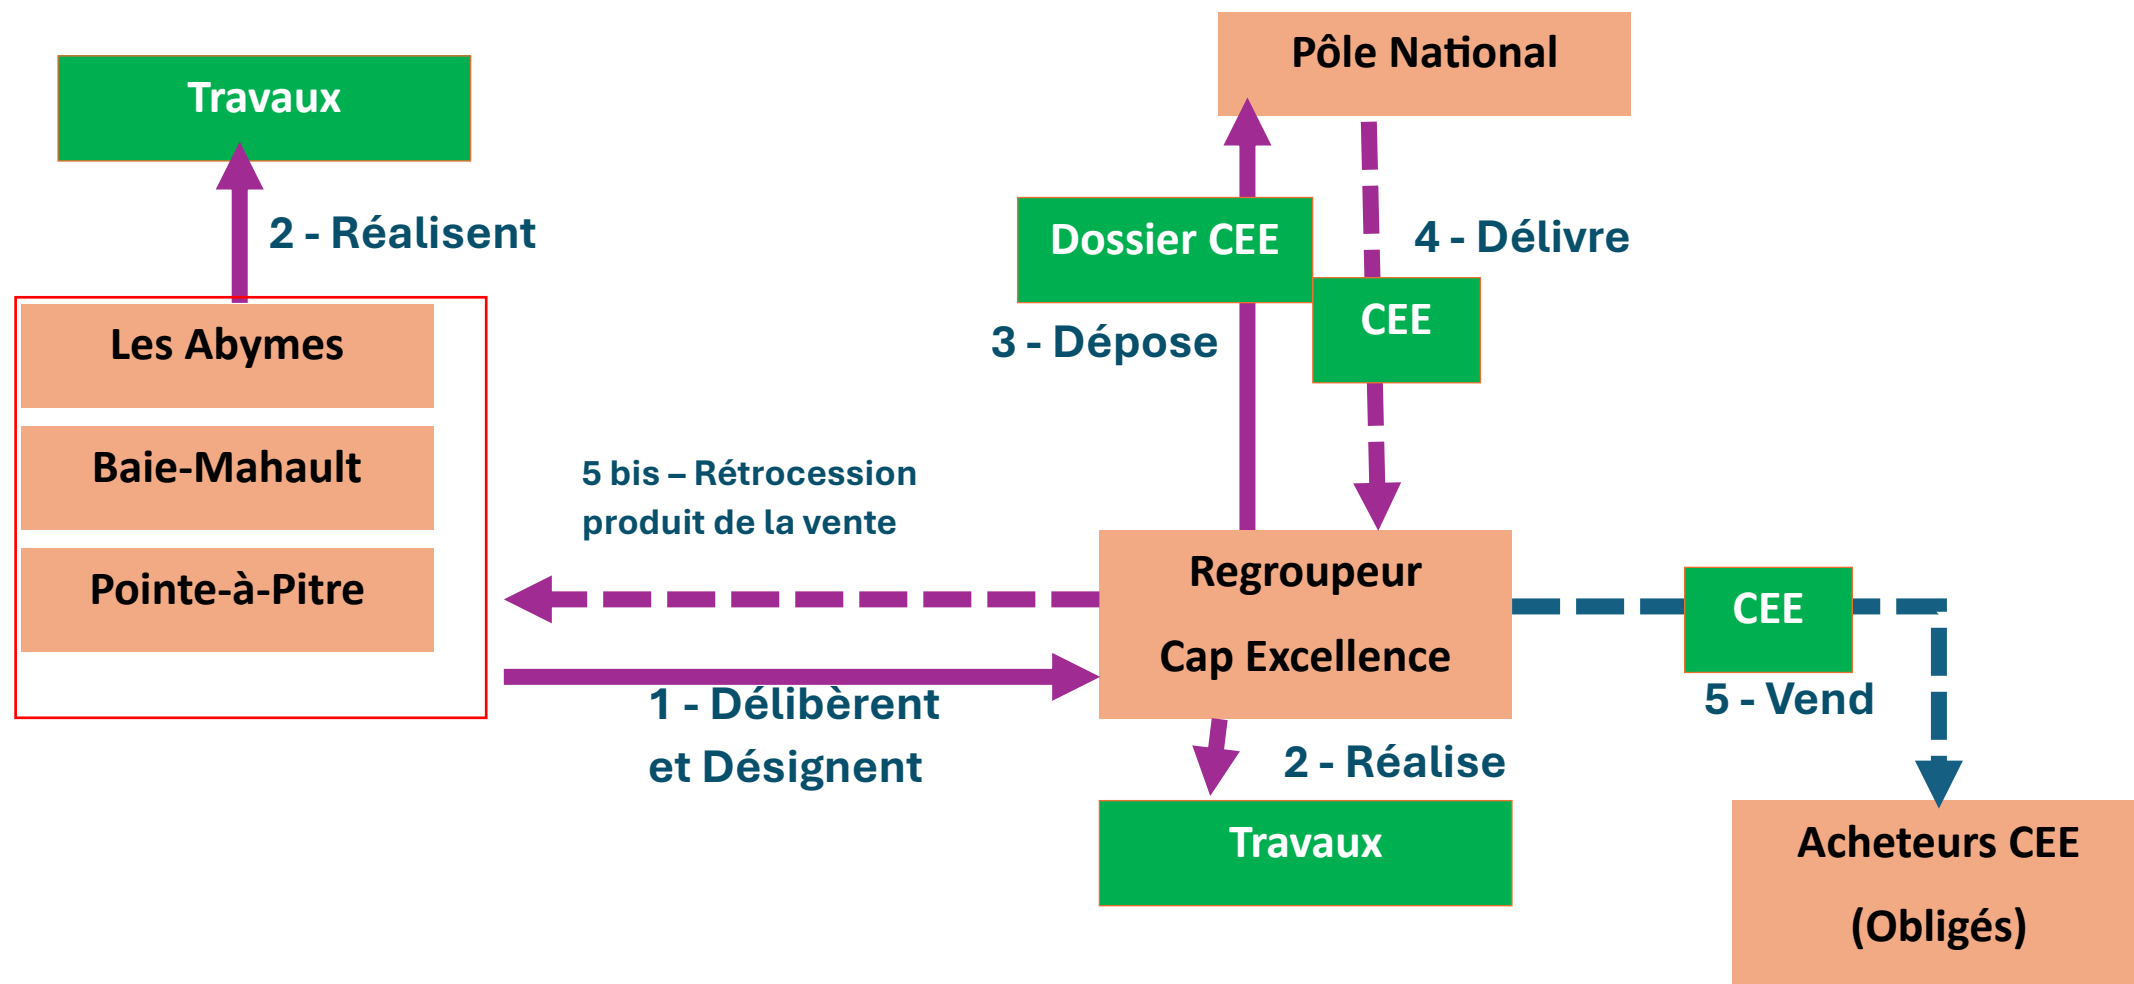 Pôle National
Travaux
2 - Réalisent
Dossier CEE
4 - Délivre
CEE
3 - Dépose
Les Abymes
Baie-Mahault
Pointe-à-Pitre
5 bis – Rétrocession
produit de la vente
Regroupeur
Cap Excellence
CEE
5 - Vend
1 - Délibèrent
et Désignent
2 - Réalise
Travaux
Acheteurs CEE
(Obligés)